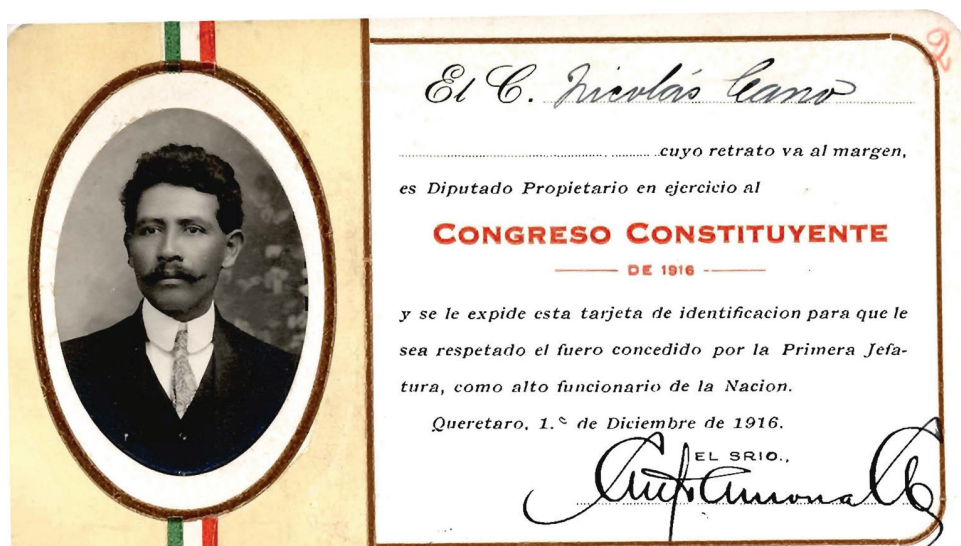 El C. Nicolás Cano
cuyo retrato va al margen,
es Diputado Propietario en ejercicio al
CONGRESO CONSTITUYENTE
DE 1916
y se le expide esta tarjeta de identificacion para que le
sea respetado el fuero concedido por la Primera Jefa-
tura, como alto funcionario de la Nacion.
Queretaro, 1.º de Diciembre de 1916.
EL SRIO.,